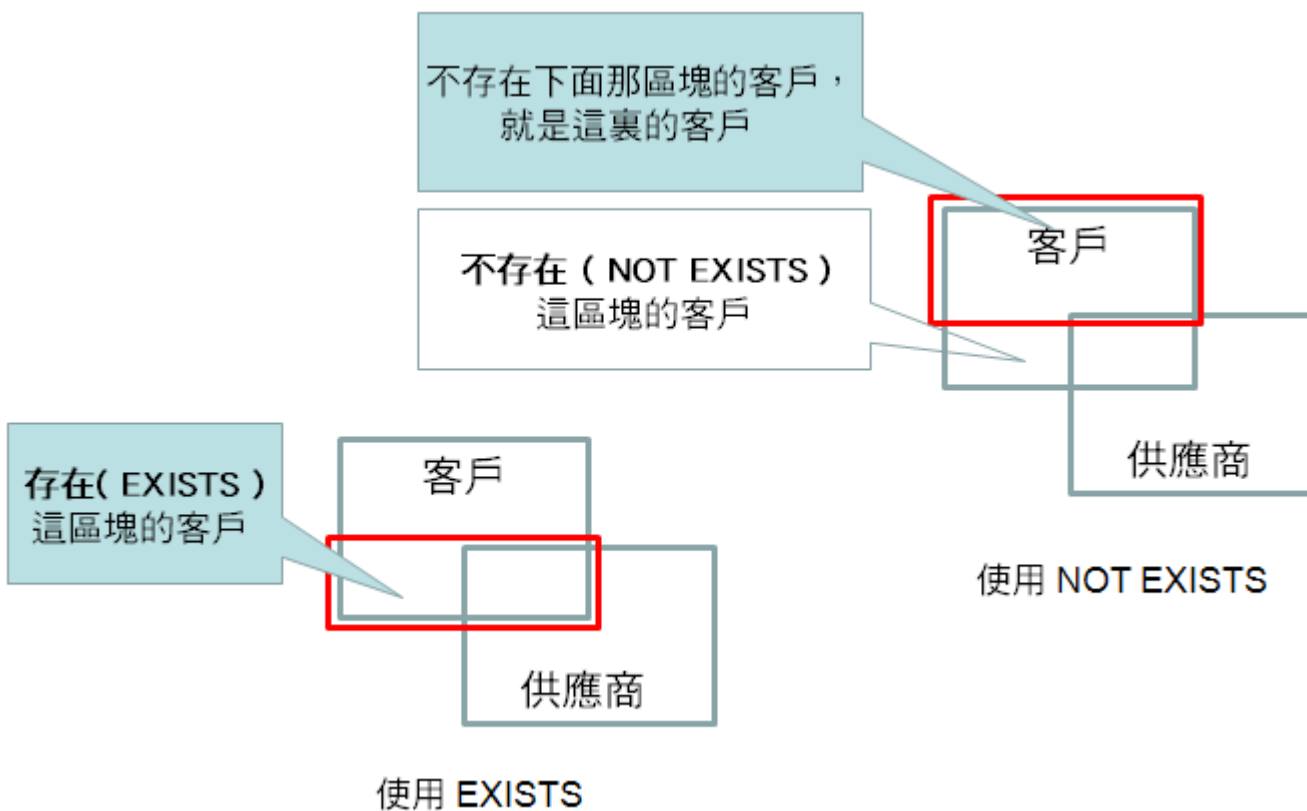 不存在下面那區塊的客戶，
就是這裏的客戶
不存在 ( NOT EXISTS )
這區塊的客戶
客戶
供應商
使用 NOT EXISTS
存在( EXISTS )
這區塊的客戶
客戶
供應商
使用 EXISTS